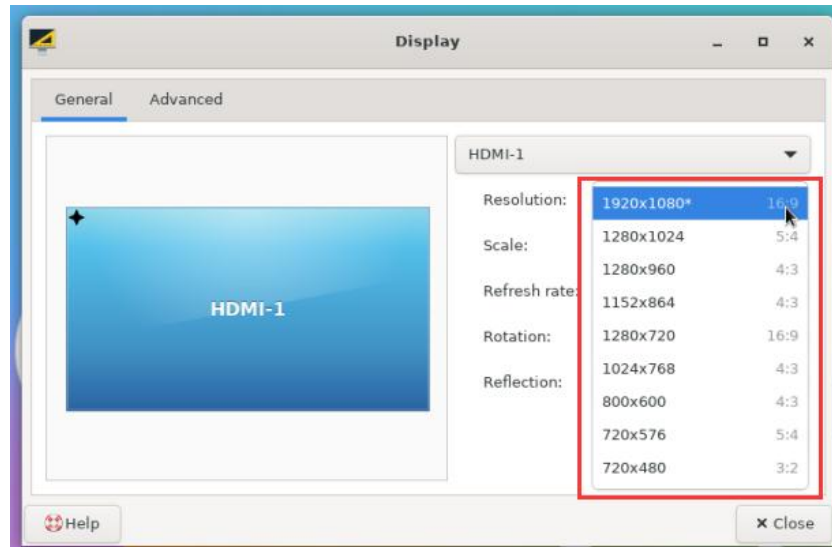 Display
General Advanced
HDMI-1
HDMI-1
Resolution:
Scale:
Refresh rate:
Rotation:
Reflection:
1920x1080* 16:9
1280x1024 5:4
1280x960 4:3
1152x864 4:3
1280x720 16:9
1024x768 4:3
800x600 4:3
720x576 5:4
720x480 3:2
Help
Close